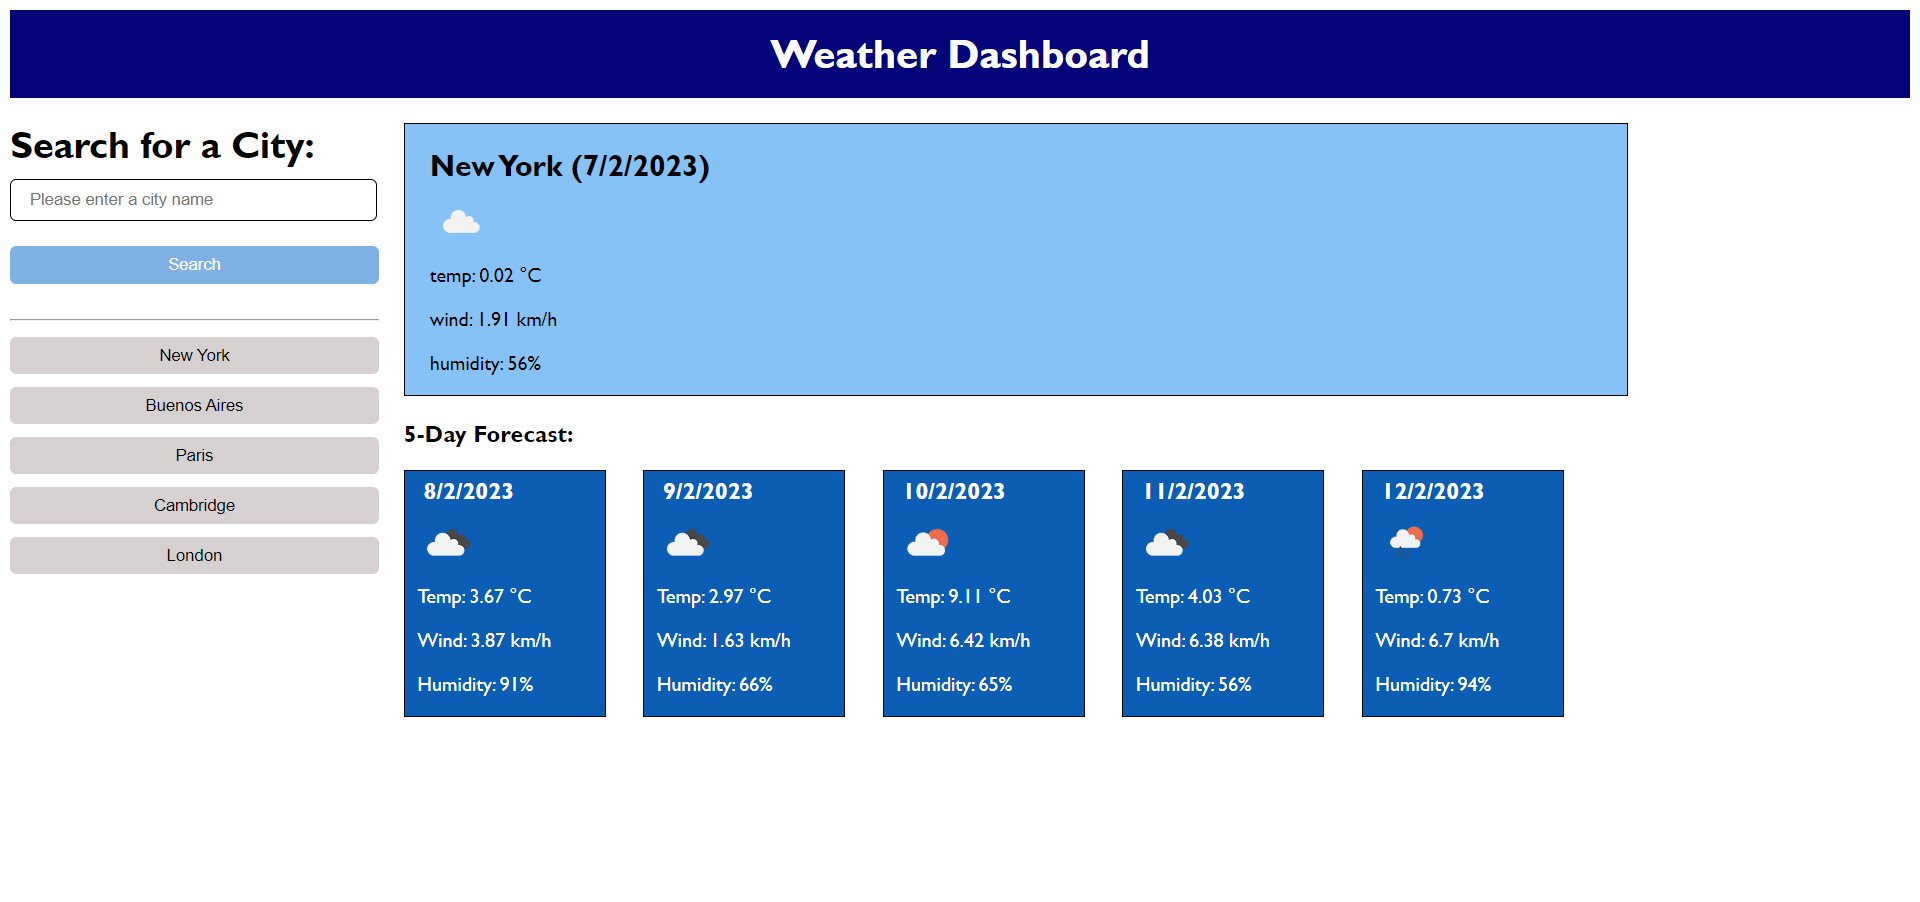 Weather Dashboard
Search for a City:
Please enter a city name
Search
New York
Buenos Aires
Paris
Cambridge
London
New York (7/2/2023)
temp: 0.02 °C
wind: 1.91 km/h
humidity: 56%
5-Day Forecast:
8/2/2023
Temp: 3.67 °C
Wind: 3.87 km/h
Humidity: 91%
9/2/2023
Temp: 2.97 °C
Wind: 1.63 km/h
Humidity: 66%
10/2/2023
Temp: 9.11 °C
Wind: 6.42 km/h
Humidity: 65%
11/2/2023
Temp: 4.03 °C
Wind: 6.38 km/h
Humidity: 56%
12/2/2023
Temp: 0.73 °C
Wind: 6.7 km/h
Humidity: 94%